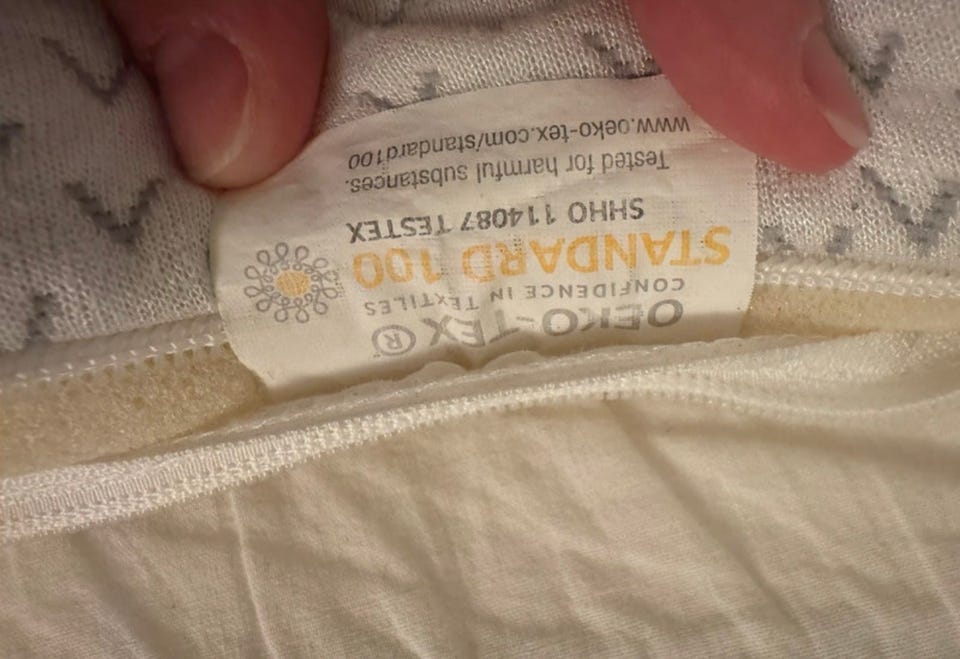 OEKO-TEX®
CONFIDENCE IN TEXTILES
STANDARD 100
SHHO 114087 TESTEX
Tested for harmful substances.
www.oeko-tex.com/standard100